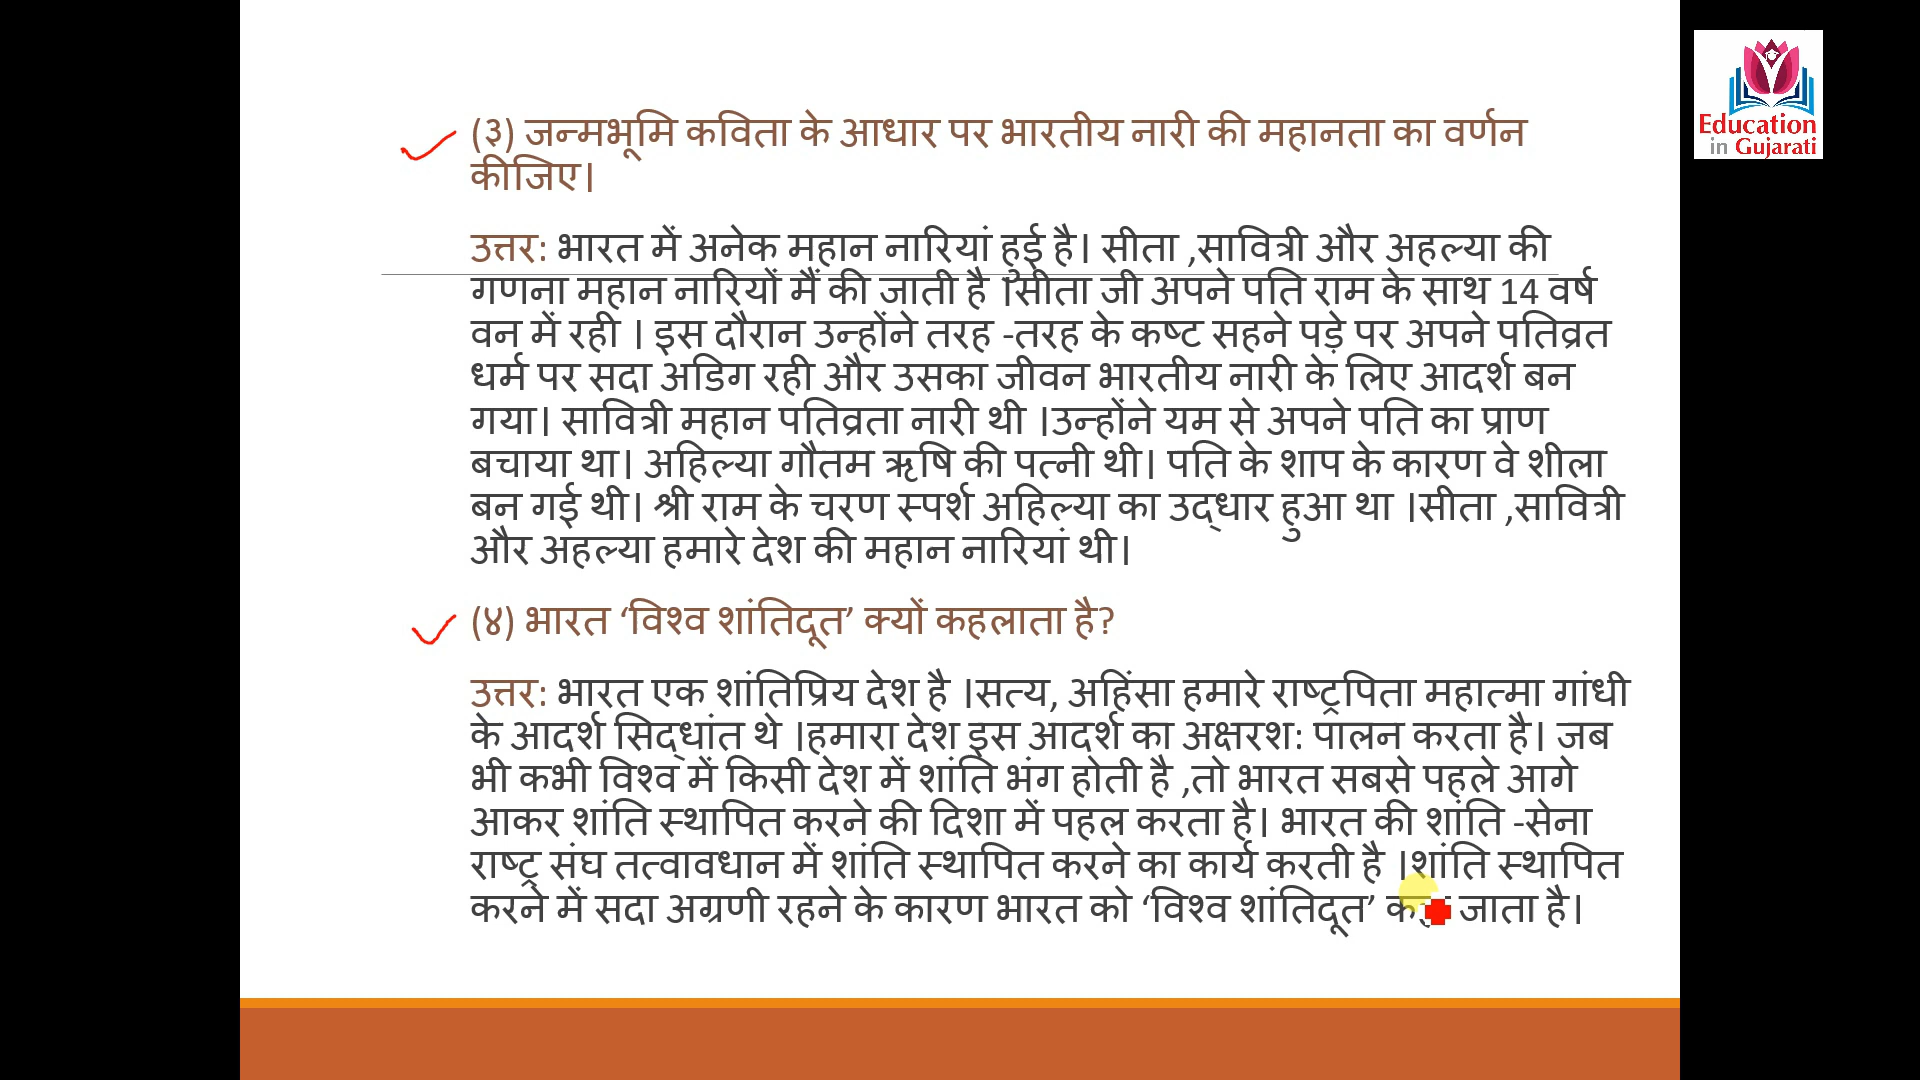 Education
in Gujarati
(३) जन्मभूमि कविता के आधार पर भारतीय नारी की महानता का वर्णन
कीजिए।
उत्तर: भारत में अनेक महान नारियां हुई है। सीता ,सावित्री और अहल्या की
गणना महान नारियों मैं की जाती है ।सीता जी अपने पति राम के साथ 14 वर्ष
वन में रही । इस दौरान उन्होंने तरह -तरह के कष्ट सहने पड़े पर अपने पतिव्रत
धर्म पर सदा अडिग रही और उसका जीवन भारतीय नारी के लिए आदर्श बन
गया। सावित्री महान पतिव्रता नारी थी ।उन्होंने यम से अपने पति का प्राण
बचाया था। अहिल्या गौतम ऋषि की पत्नी थी। पति के शाप के कारण वे शीला
बन गई थी। श्री राम के चरण स्पर्श अहिल्या का उद्धार हुआ था ।सीता ,सावित्री
और अहल्या हमारे देश की महान नारियां थी।
(४) भारत ‘विश्व शांतिदूत’ क्यों कहलाता है?
उत्तर: भारत एक शांतिप्रिय देश है ।सत्य, अहिंसा हमारे राष्ट्रपिता महात्मा गांधी
के आदर्श सिद्धांत थे ।हमारा देश इस आदर्श का अक्षरश: पालन करता है। जब
भी कभी विश्व में किसी देश में शांति भंग होती है ,तो भारत सबसे पहले आगे
आकर शांति स्थापित करने की दिशा में पहल करता है। भारत की शांति -सेना
राष्ट्र संघ तत्वावधान में शांति स्थापित करने का कार्य करती है ।शांति स्थापित
करने में सदा अग्रणी रहने के कारण भारत को ‘विश्व शांतिदूत’ जाता है।